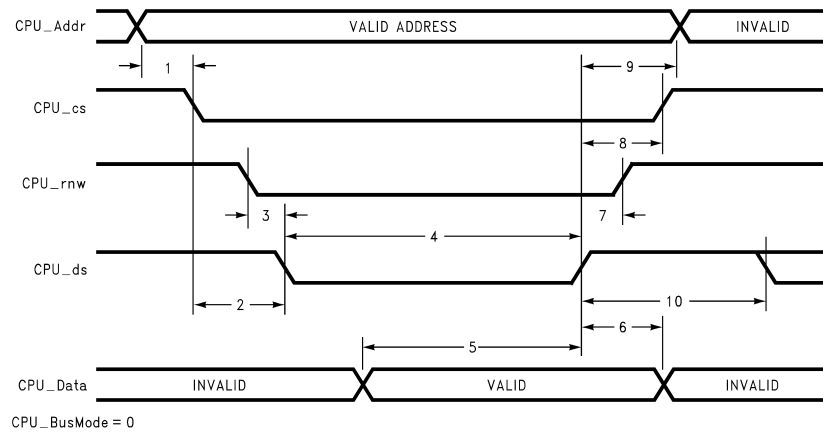 CPU_Addr VALID ADDRESS INVALID
1 9
CPU_cs
8
CPU_rnw
3 7
4
CPU_ds
2 10
6
5
CPU_Data INVALID VALID INVALID
CPU_BusMode = 0